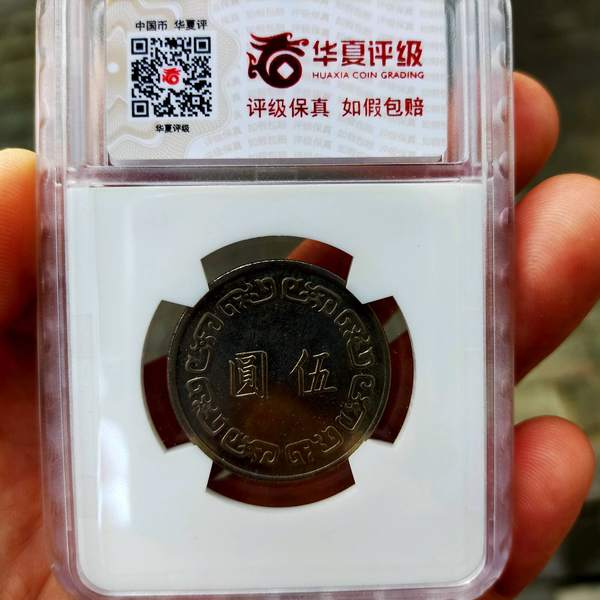 中国币 华夏评
华夏评级
华夏评级
HUAXIA COIN GRADING
评级保真 如假包赔
圓伍